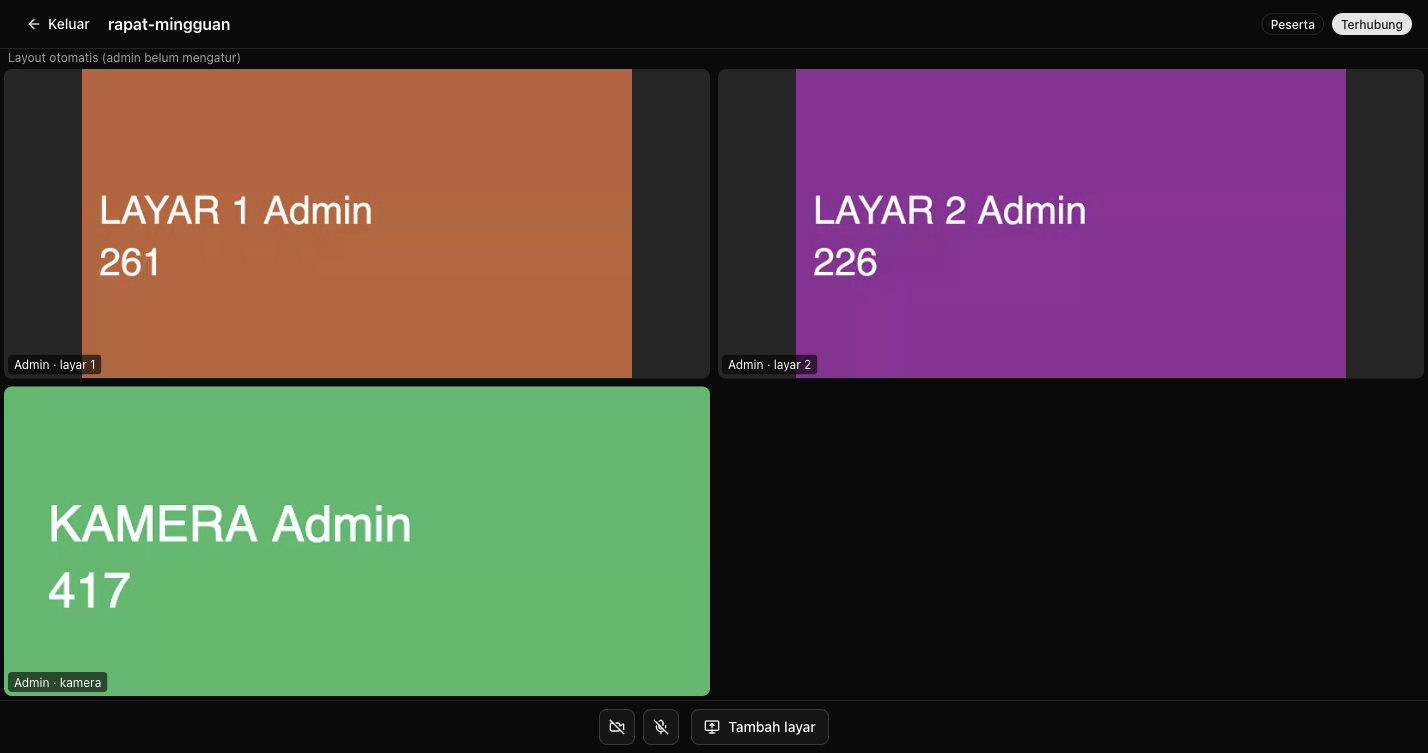 Keluar rapat-mingguan Peserta Terhubung
Layout otomatis (admin belum mengatur)
LAYAR 1 Admin
261
Admin · layar 1
LAYAR 2 Admin
226
Admin · layar 2
KAMERA Admin
417
Admin · kamera
Tambah layar